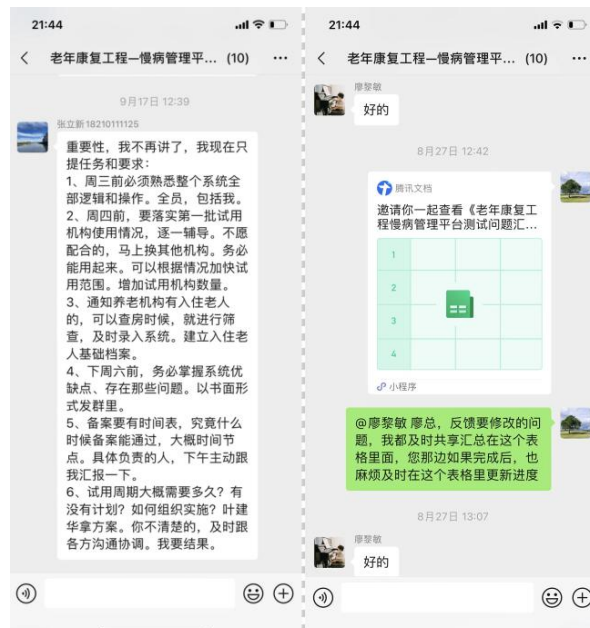 21:44
老年康复工程—慢病管理平... (10)
9月17日 12:39
张立新18210111125
重要性，我不再讲了，我现在只
提任务和要求：
1、周三前必须熟悉整个系统全
部逻辑和操作。全员，包括我。
2、周四前，要落实第一批试用
机构使用情况，逐一辅导。不愿
配合的，马上换其他机构。务必
能用起来。可以根据情况加快试
用范围。增加试用机构数量。
3、通知养老机构有入住老人
的，可以查房时候，就进行筛
查，及时录入系统。建立入住老
人基础档案。
4、下周六前，务必掌握系统优
缺点、存在那些问题。以书面形
式发群里。
5、备案要有时间表，究竟什么
时候备案能通过，大概时间节
点。具体负责的人，下午主动跟
我汇报一下。
6、试用周期大概需要多久？有
没有计划？如何组织实施？叶建
华拿方案。你不清楚的，及时跟
各方沟通协调。我要结果。
21:44
老年康复工程—慢病管理平... (10)
廖黎敏
好的
8月27日 12:42
腾讯文档
邀请你一起查看《老年康复工
程慢病管理平台测试问题汇...
1
2
3
4
小程序
@廖黎敏 廖总，反馈要修改的问
题，我都及时共享汇总在这个表
格里面，您那边如果完成后，也
麻烦及时在这个表格里更新进度
8月27日 13:07
廖黎敏
好的